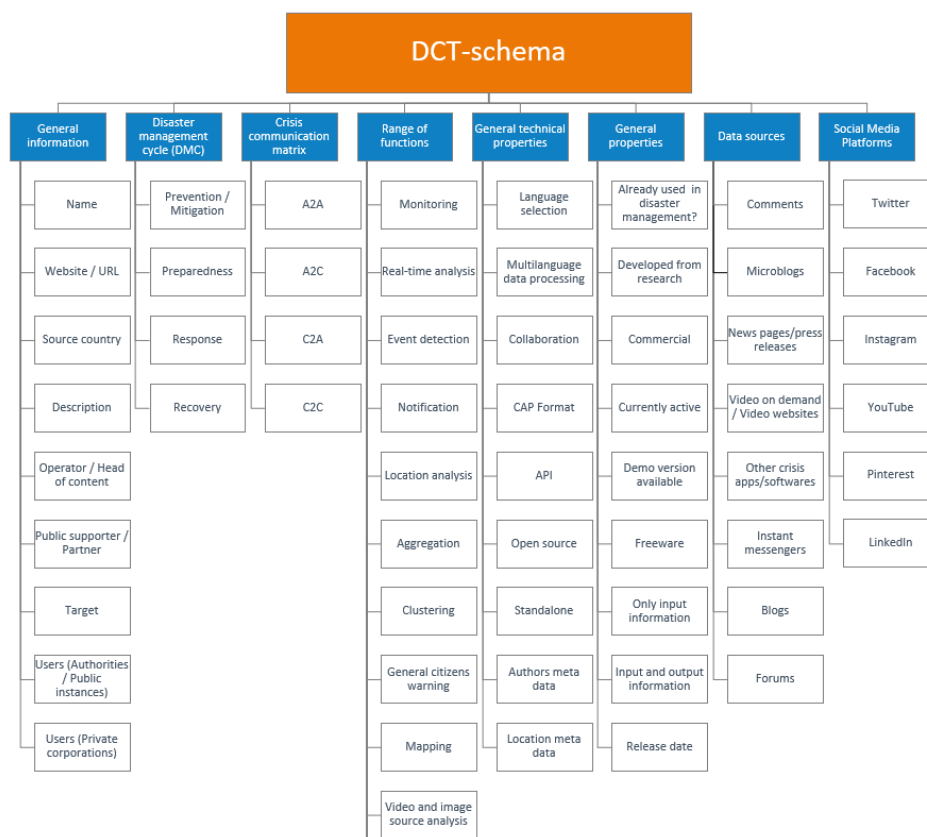 DCT-schema
General
information
Disaster
management
cycle (DMC)
Crisis
communication
matrix
Range of
functions
General technical
properties
General
properties
Data sources
Social Media
Platforms
Name
Website / URL
Source country
Description
Operator / Head
of content
Public supporter /
Partner
Target
Users (Authorities
/ Public
instances)
Users (Private
corporations)
Prevention /
Mitigation
Preparedness
Response
Recovery
A2A
A2C
C2A
C2C
Monitoring
Real-time analysis
Event detection
Notification
Location analysis
Aggregation
Clustering
General citizens
warning
Mapping
Video and image
source analysis
Language
selection
Multilanguage
data processing
Collaboration
CAP Format
API
Open source
Standalone
Authors meta
data
Location meta
data
Already used in
disaster
management?
Developed from
research
Commercial
Currently active
Demo version
available
Freeware
Only input
information
Input and output
information
Release date
Comments
Microblogs
News pages/press
releases
Video on demand
/ Video websites
Other crisis
apps/softwares
Instant
messengers
Blogs
Forums
Twitter
Facebook
Instagram
YouTube
Pinterest
LinkedIn